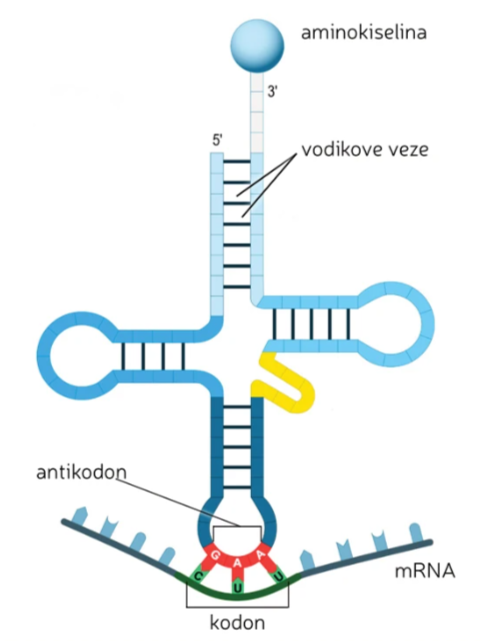 aminokiselina
3'
5'
vodikove veze
antikodon
G A A
C U U
mRNA
kodon